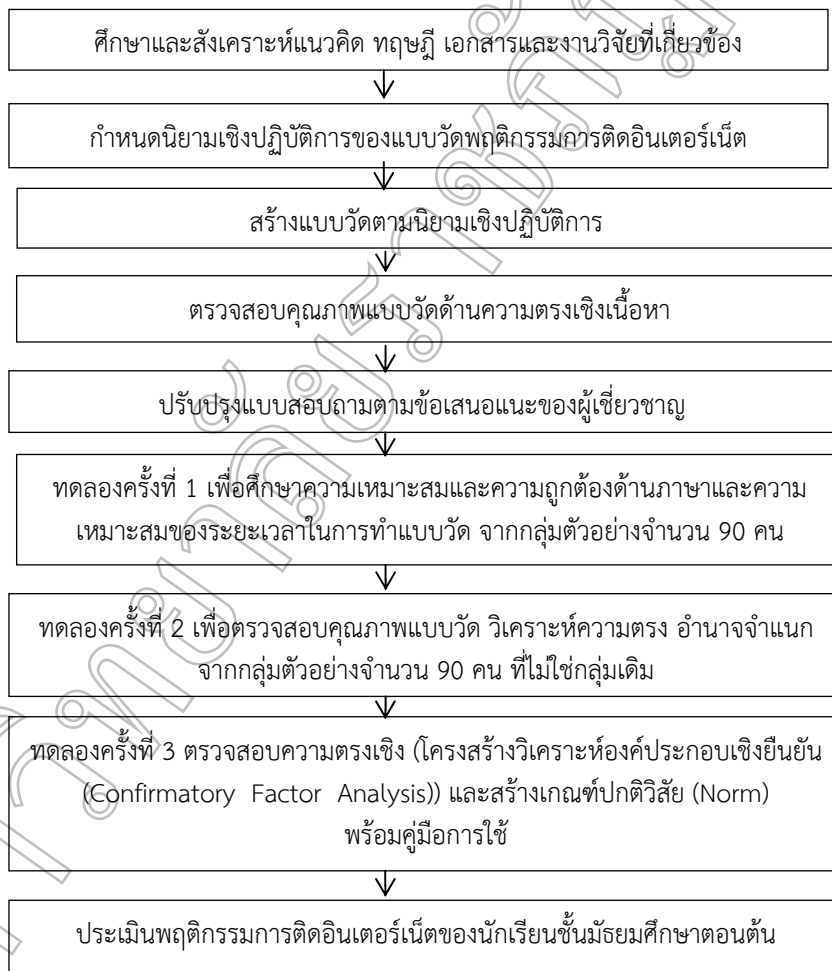 ศึกษาและสังเคราะห์แนวคิด ทฤษฎี เอกสารและงานวิจัยที่เกี่ยวข้อง
กำหนดนิยามเชิงปฏิบัติการของแบบวัดพฤติกรรมการติดอินเตอร์เน็ต
สร้างแบบวัดตามนิยามเชิงปฏิบัติการ
ตรวจสอบคุณภาพแบบวัดด้านความตรงเชิงเนื้อหา
ปรับปรุงแบบสอบถามตามข้อเสนอแนะของผู้เชี่ยวชาญ
ทดลองครั้งที่ 1 เพื่อศึกษาความเหมาะสมและความถูกต้องด้านภาษาและความ
เหมาะสมของระยะเวลาในการทำแบบวัด จากกลุ่มตัวอย่างจำนวน 90 คน
ทดลองครั้งที่ 2 เพื่อตรวจสอบคุณภาพแบบวัด วิเคราะห์ความตรง อำนาจจำแนก
จากกลุ่มตัวอย่างจำนวน 90 คน ที่ไม่ใช่กลุ่มเดิม
ทดลองครั้งที่ 3 ตรวจสอบความตรงเชิง (โครงสร้างวิเคราะห์องค์ประกอบเชิงยืนยัน
(Confirmatory Factor Analysis)) และสร้างเกณฑ์ปกติวิสัย (Norm)
พร้อมคู่มือการใช้
ประเมินพฤติกรรมการติดอินเตอร์เน็ตของนักเรียนชั้นมัธยมศึกษาตอนต้น